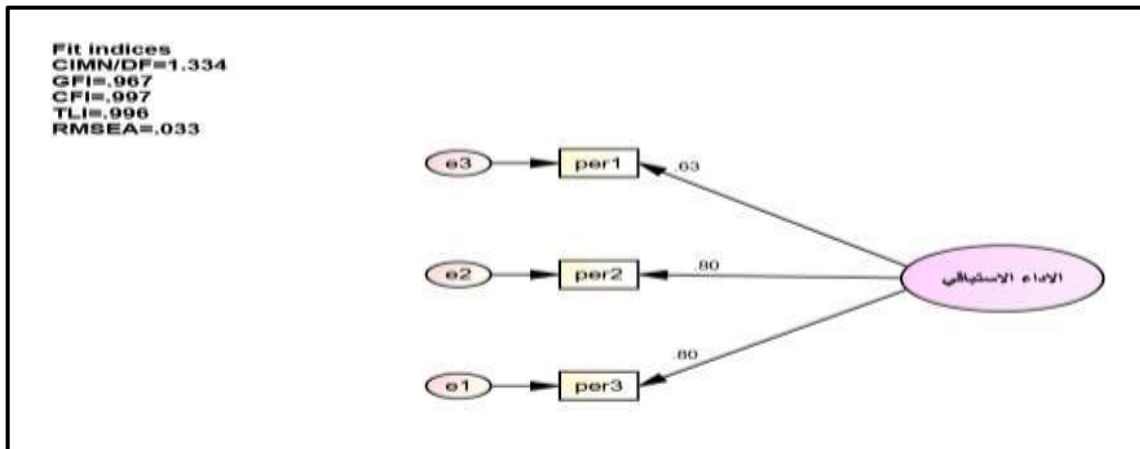 Fit indices
CIMN/DF=1.334
GFI=.967
CFI=.997
TLI=.996
RMSEA=.033
e3
per1
.63
e2
per2
.80
الاداء الاستباقي
.80
e1
per3